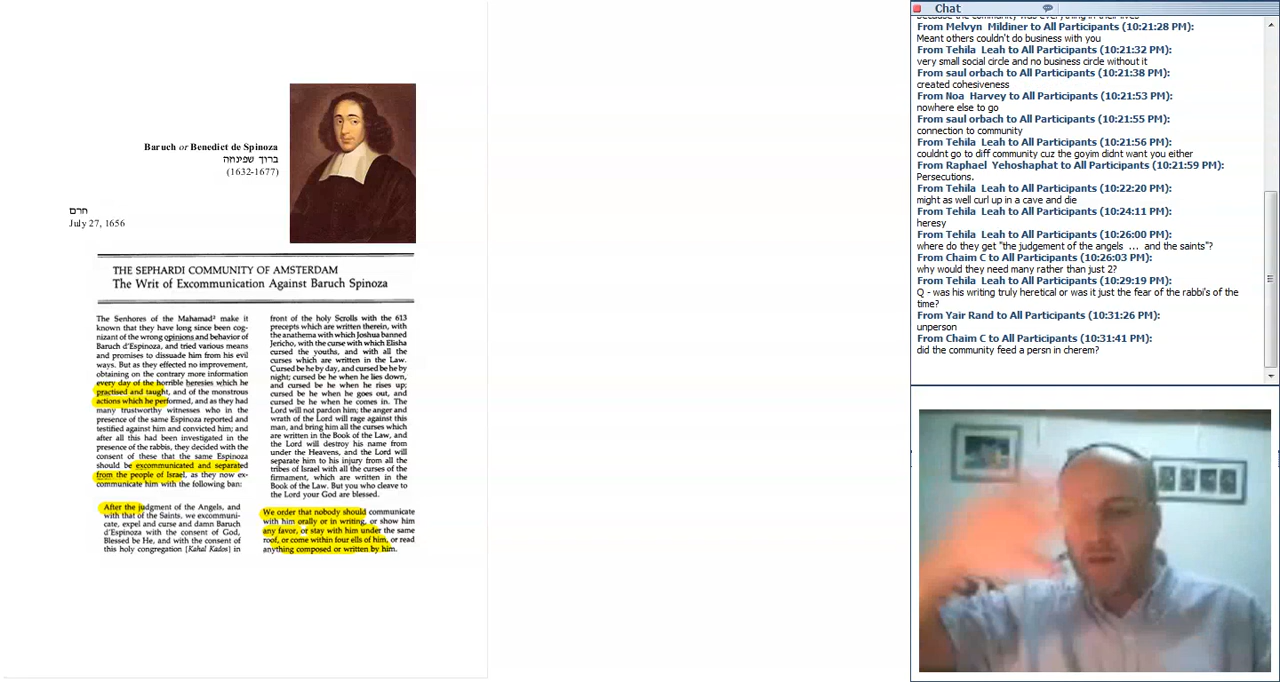 Baruch or Benedict de Spinoza
ברוך שפינוזה
(1632-1677)
חרם
July 27, 1656
THE SEPHARDI COMMUNITY OF AMSTERDAM
The Writ of Excommunication Against Baruch Spinoza
The Senhores of the Mahamad² make it
known that they have long since been cog-
nizant of the wrong opinions and behavior of
Baruch d'Espinoza, and tried various means
and promises to dissuade him from his evil
ways. But as they effected no improvement,
obtaining on the contrary more information
every day of the horrible heresies which he
practised and taught, and of the monstrous
actions which he performed, and as they had
many trustworthy witnesses who in the
presence of the same Espinoza reported and
testified against him and convicted him; and
after all this had been investigated in the
presence of the rabbis, they decided with the
consent of these that the same Espinoza
should be excommunicated and separated
from the people of Israel, as they now ex-
communicate him with the following ban:
After the judgment of the Angels, and
with that of the Saints, we excommuni-
cate, expel and curse and damn Baruch
d'Espinoza with the consent of God,
Blessed be He, and with the consent of
this holy congregation [Kahal Kados] in
front of the holy Scrolls with the 613
precepts which are written therein, with
the anathema with which Joshua banned
Jericho, with the curse with which Elisha
cursed the youths, and with all the
curses which are written in the Law.
Cursed be he by day, and cursed be he by
night; cursed be he when he lies down,
and cursed be he when he rises up;
cursed be he when he goes out, and
cursed be he when he comes in. The
Lord will not pardon him; the anger and
wrath of the Lord will rage against this
man, and bring him all the curses which
are written in the Book of the Law, and
the Lord will destroy his name from
under the Heavens, and the Lord will
separate him to his injury from all the
tribes of Israel with all the curses of the
firmament, which are written in the
Book of the Law. But you who cleave to
the Lord your God are blessed.
We order that nobody should communicate
with him orally or in writing, or show him
any favor, or stay with him under the same
roof, or come within four ells of him, or read
anything composed or written by him.
Chat
because the community was everything in their lives
From Melvyn Mildiner to All Participants (10:21:28 PM):
Meant others couldn't do business with you
From Tehila Leah to All Participants (10:21:32 PM):
very small social circle and no business circle without it
From saul orbach to All Participants (10:21:38 PM):
created cohesiveness
From Noa Harvey to All Participants (10:21:53 PM):
nowhere else to go
From saul orbach to All Participants (10:21:55 PM):
connection to community
From Tehila Leah to All Participants (10:21:56 PM):
couldnt go to diff community cuz the goyim didnt want you either
From Raphael Yehoshaphat to All Participants (10:21:59 PM):
Persecutions.
From Tehila Leah to All Participants (10:22:20 PM):
might as well curl up in a cave and die
From Tehila Leah to All Participants (10:24:11 PM):
heresy
From Tehila Leah to All Participants (10:26:00 PM):
where do they get "the judgement of the angels ... and the saints"?
From Chaim C to All Participants (10:26:03 PM):
why would they need many rather than just 2?
From Tehila Leah to All Participants (10:29:19 PM):
Q - was his writing truly heretical or was it just the fear of the rabbi's of the
time?
From Yair Rand to All Participants (10:31:26 PM):
unperson
From Chaim C to All Participants (10:31:41 PM):
did the community feed a persn in cherem?